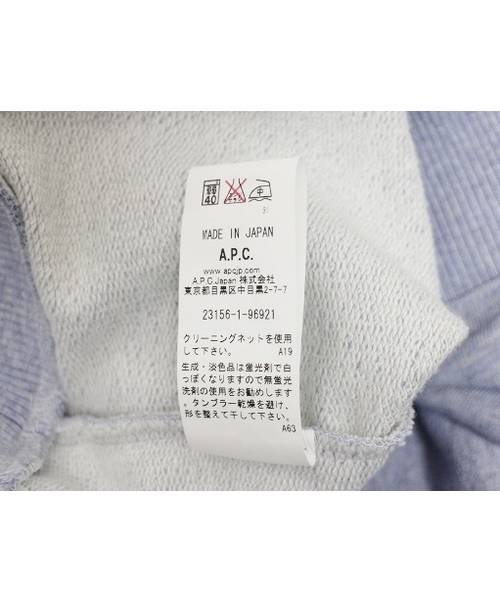 弱
40
中
MADE IN JAPAN
A.P.C.
www.apcjp.com
A.P.C.Japan 株式会社
東京都目黒区中目黒2-7-7
23156-1-96921
クリーニングネットを使用
して下さい。 A19
生成・淡色品は蛍光剤で白
っぽくなりますので無蛍光
洗剤の使用をお勧めします
。タンブラー乾燥を避け、
形を整えて干して下さい。
A63